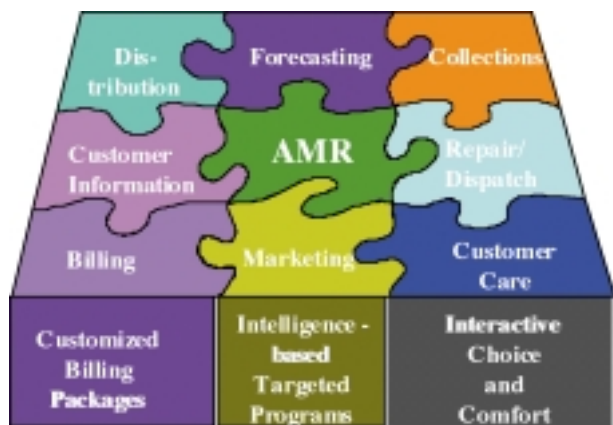 Dis-
tribution
Forecasting
Collections
Customer
Information
AMR
Repair/
Dispatch
Billing
Marketing
Customer
Care
Customized
Billing
Packages
Intelligence -
based
Targeted
Programs
Interactive
Choice
and
Comfort